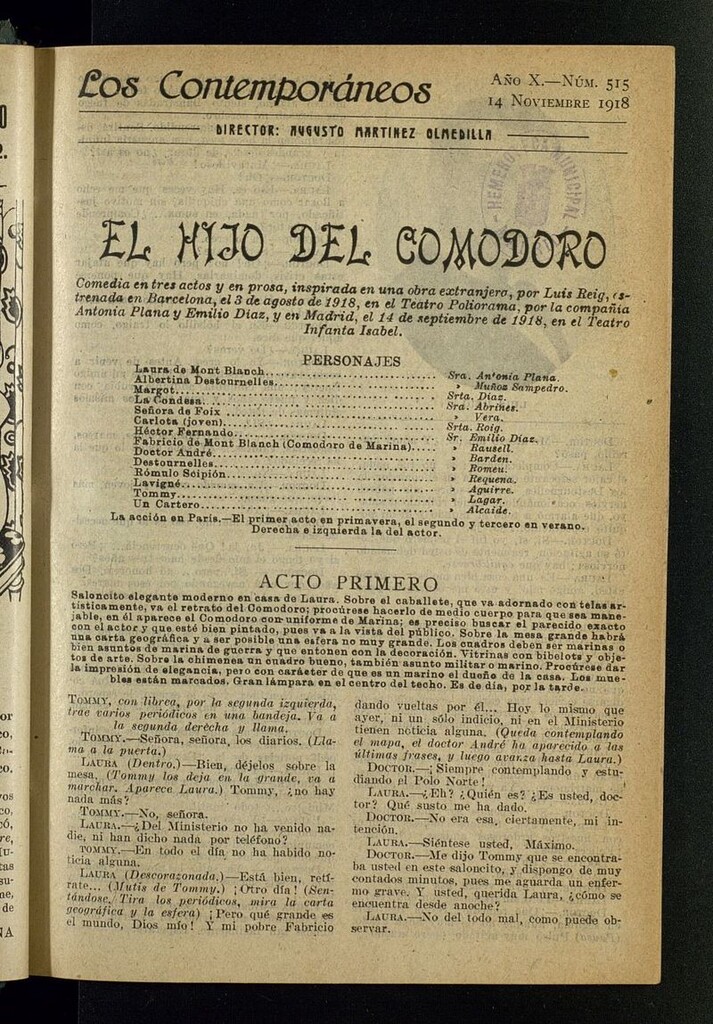 Los Contemporáneos
AÑO X.—NÚM. 515
14 NOVIEMBRE 1918
DIRECTOR: AUGUSTO MARTINEZ OLMEDILLA
HEMEROTECA MUNICIPAL
EL HIJO DEL COMODORO
Comedia en tres actos y en prosa, inspirada en una obra extranjera, por Luis Reig, es-
trenada en Barcelona, el 3 de agosto de 1918, en el Teatro Poliorama, por la compañia
Antonia Plana y Emilio Diaz, y en Madrid, el 14 de septiembre de 1918, en el Teatro
Infanta Isabel.
PERSONAJES
Laura de Mont Blanch.......... Sra. Antonia Plana.
Albertina Destournelles.......... » Muñoz Sampedro.
Margot.......... Srta. Diaz.
La Condesa.......... Sra. Abrines.
Señora de Foix.......... » Vera.
Carlota (joven).......... Srta. Roig.
Héctor Fernando.......... Sr. Emilio Diaz.
Fabricio de Mont Blanch (Comodoro de Marina)..... » Rausell.
Doctor André.......... » Barden.
Destournelles.......... » Romeu.
Rómulo Scipión.......... » Requena.
Lavigné.......... » Aguirre.
Tommy.......... » Lagar.
Un Cartero.......... » Alcaide.
La acción en París.—El primer acto en primavera, el segundo y tercero en verano.
Derecha e izquierda la del actor.
ACTO PRIMERO
Saloncito elegante moderno en casa de Laura. Sobre el caballete, que va adornado con telas ar-
tísticamente, va el retrato del Comodoro; procúrese hacerlo de medio cuerpo para que sea mane-
jable, en él aparece el Comodoro con uniforme de Marina; es preciso buscar el parecido exacto
con el actor y que esté bien pintado, pues va a la vista del público. Sobre la mesa grande habrá
una carta geográfica y a ser posible una esfera no muy grande. Los cuadros deben ser marinas o
bien asuntos de marina de guerra y que entonen con la decoración. Vitrinas con bibelots y obje-
tos de arte. Sobre la chimenea un cuadro bueno, también asunto militar o marino. Procúrese dar
la impresión de elegancia, pero con carácter de que es un marino el dueño de la casa. Los mue-
bles están marcados. Gran lámpara en el centro del techo. Es de día, por la tarde.
TOMMY, con librea, por la segunda izquierda,
trae varios periódicos en una bandeja. Va a
la segunda derecha y llama.
TOMMY.—Señora, señora, los diarios. (Lla-
ma a la puerta.)
LAURA (Dentro.)—Bien, déjelos sobre la
mesa. (Tommy los deja en la grande, va a
marchar. Aparece Laura.) Tommy, ¿no hay
nada más?
TOMMY.—No, señora.
LAURA.—¿Del Ministerio no ha venido na-
die, ni han dicho nada por teléfono?
TOMMY.—En todo el día no ha habido no-
ticia alguna.
LAURA (Descorazonada.)—Está bien, retí-
rate... (Mutis de Tommy.) ¡Otro día! (Sen-
tándose. Tira los periódicos, mira la carta
geográfica y la esfera) ¡Pero qué grande es
el mundo, Dios mío! Y mi pobre Fabricio
dando vueltas por él... Hoy lo mismo que
ayer, ni un sólo indicio, ni en el Ministerio
tienen noticia alguna. (Queda contemplando
el mapa, el doctor André ha aparecido a las
últimas frases, y luego avanza hasta Laura.)
DOCTOR.—¡Siempre contemplando y estu-
diando el Polo Norte!
LAURA.—¿Eh? ¿Quién es? ¿Es usted, doc-
tor? Qué susto me ha dado.
DOCTOR.—No era esa, ciertamente, mi in-
tención.
LAURA.—Siéntese usted, Máximo.
DOCTOR.—Me dijo Tommy que se encontra-
ba usted en este saloncito, y dispongo de muy
contados minutos, pues me aguarda un enfer-
mo grave. Y usted, querida Laura, ¿cómo se
encuentra desde anoche?
LAURA.—No del todo mal, como puede ob-
servar.